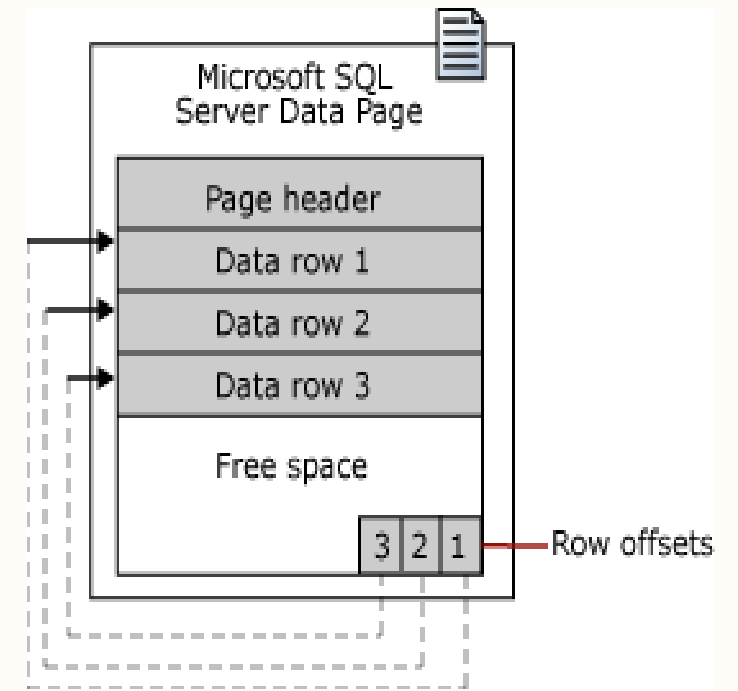 Microsoft SQL
Server Data Page
Page header
Data row 1
Data row 2
Data row 3
Free space
3 2 1
Row offsets